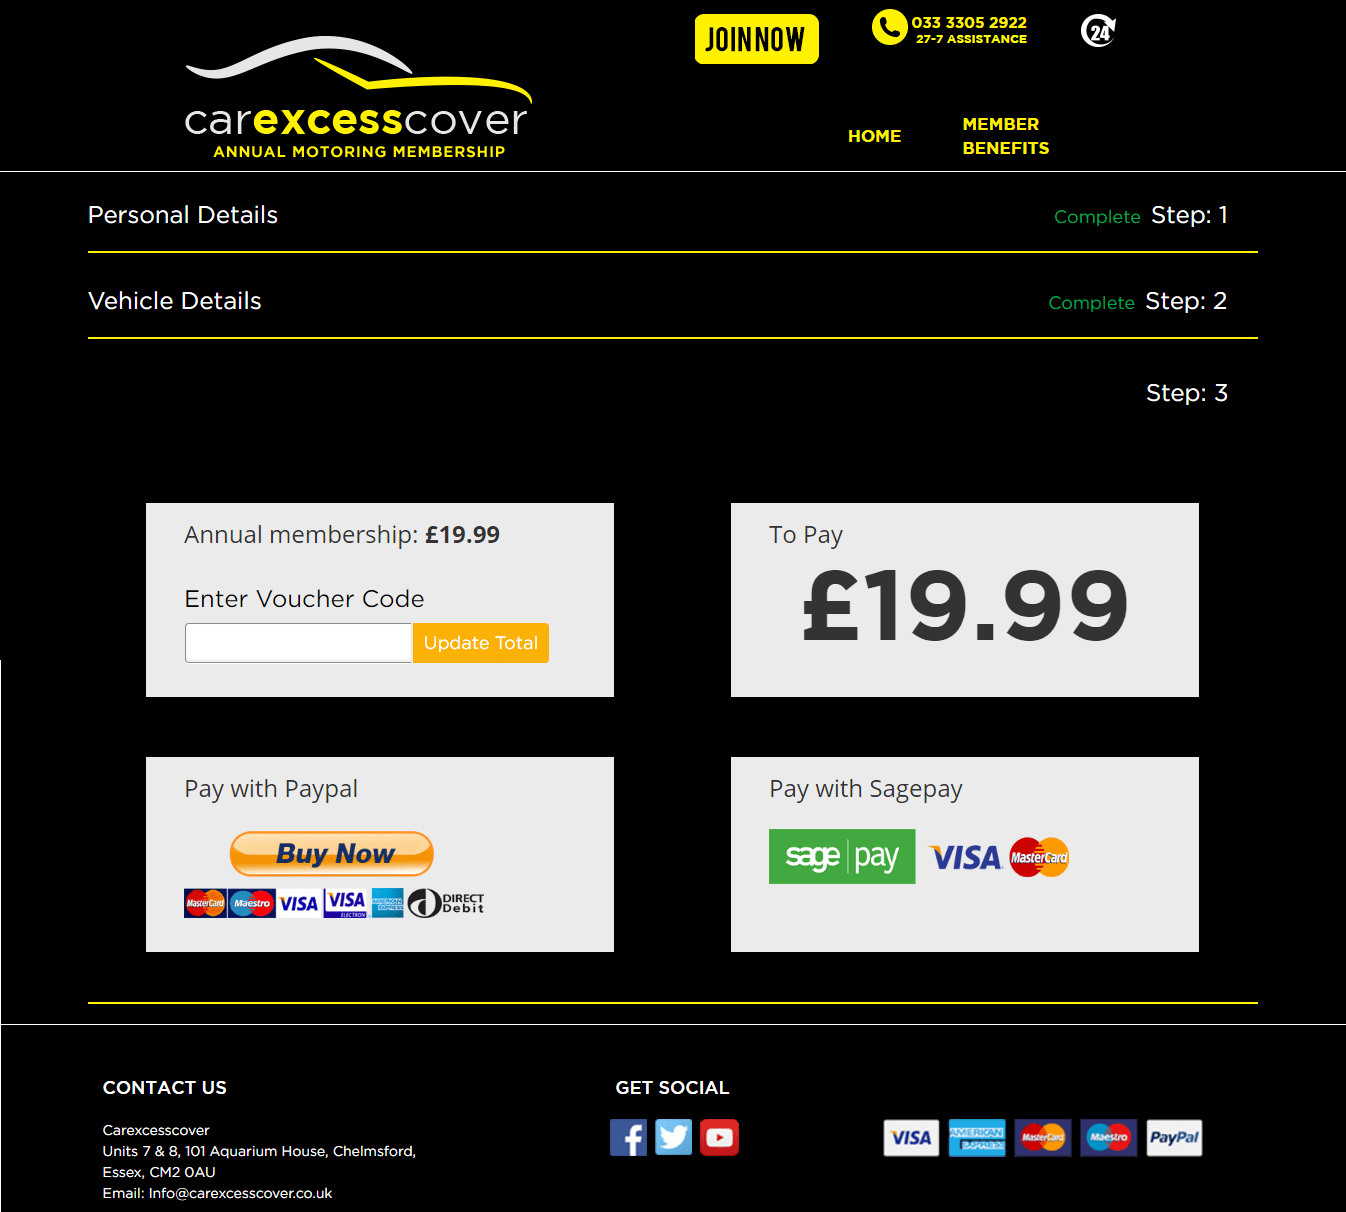 JOIN NOW
033 3305 2922
27-7 ASSISTANCE
24
carexcesscover
ANNUAL MOTORING MEMBERSHIP
HOME
MEMBER
BENEFITS
Personal Details
Complete Step: 1
Vehicle Details
Complete Step: 2
Step: 3
Annual membership: £19.99
Enter Voucher Code
Update Total
To Pay
£19.99
Pay with Paypal
Buy Now
MasterCard Maestro VISA VISA ELECTRON AMERICAN EXPRESS DIRECT Debit
Pay with Sagepay
sage pay VISA MasterCard
CONTACT US
Carexcesscover
Units 7 & 8, 101 Aquarium House, Chelmsford,
Essex, CM2 0AU
Email: Info@carexcesscover.co.uk
GET SOCIAL
VISA AMERICAN EXPRESS MasterCard Maestro PayPal